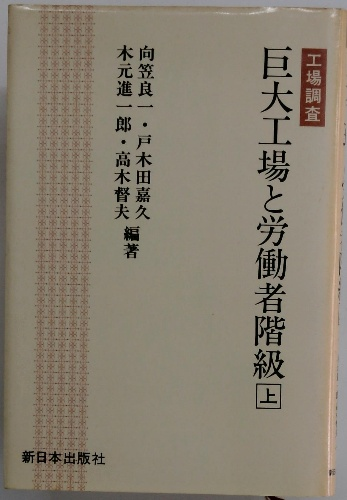 工場調査
巨大工場と労働者階級 上
向笠良一・戸木田嘉久
木元進一郎・高木督夫 編著
新日本出版社